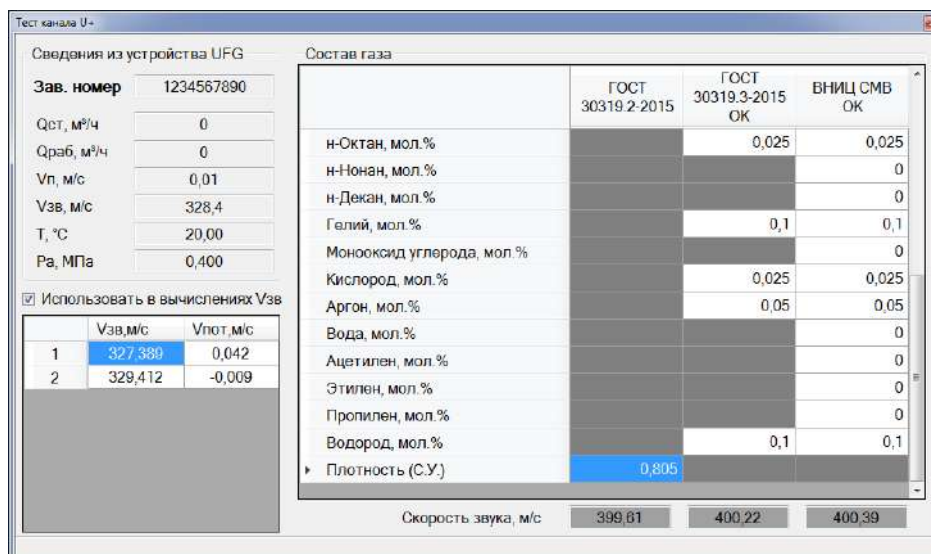 Тест канала U+
Сведения из устройства UFG
Зав. номер 1234567890
Qст, м³/ч 0
Qраб, м³/ч 0
Vп, м/с 0,01
Vзв, м/с 328,4
T, °C 20,00
Pа, МПа 0,400
Использовать в вычислениях Vзв
Vзв,м/с Vпот,м/с
1 327,389 0,042
2 329,412 -0,009
Состав газа
ГОСТ 30319.2-2015 ГОСТ 30319.3-2015 ОК ВНИЦ СМВ ОК
н-Октан, мол.% 0,025 0,025
н-Нонан, мол.% 0
н-Декан, мол.% 0
Гелий, мол.% 0,1 0,1
Монооксид углерода, мол.% 0
Кислород, мол.% 0,025 0,025
Аргон, мол.% 0,05 0,05
Вода, мол.% 0
Ацетилен, мол.% 0
Этилен, мол.% 0
Пропилен, мол.% 0
Водород, мол.% 0,1 0,1
Плотность (С.У.) 0,805
Скорость звука, м/с 399,61 400,22 400,39